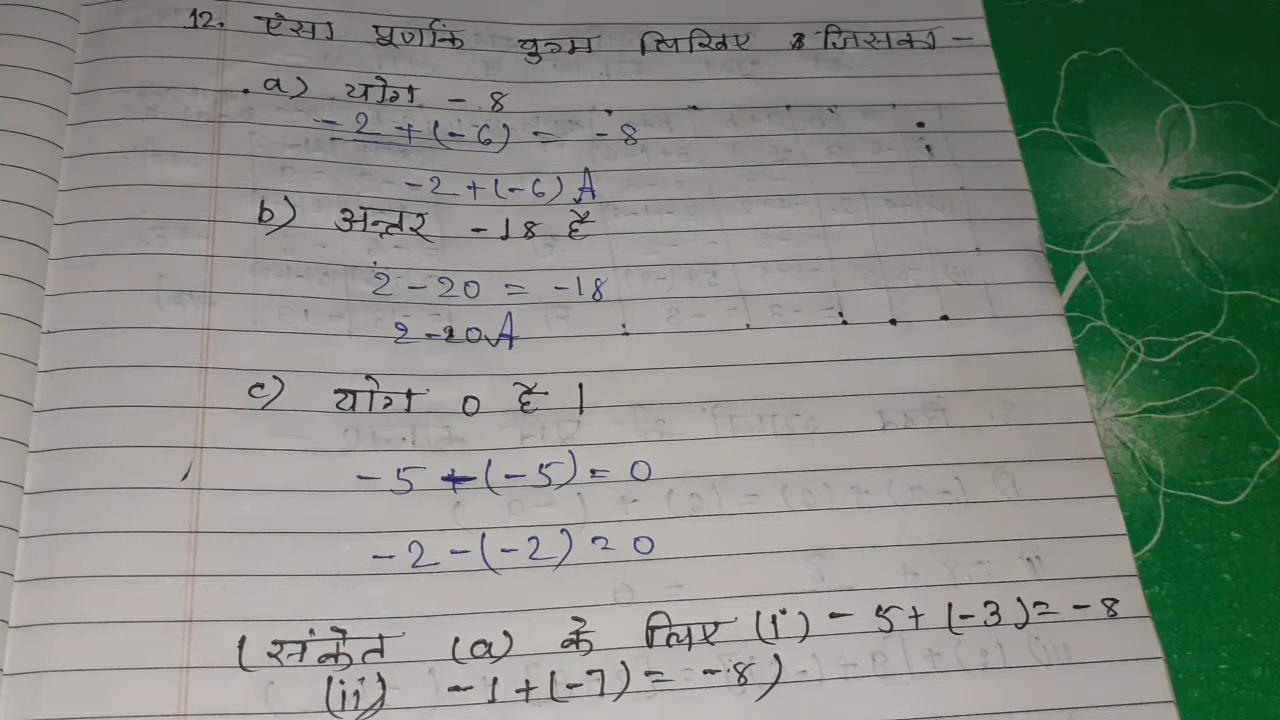 12. ऐसा पूर्णांक युग्म लिखिए जिसका -
a) योग - 8
-2 + (-6) = -8
-2 + (-6) A
b) अन्तर -18 है
2 - 20 = -18
2-20 A
c) योग 0 है ।
-5 + (-5) = 0
-2 - (-2) = 0
(संकेत (a) के लिए (i) - 5 + (-3) = -8
(ii) -1 + (-7) = -8)